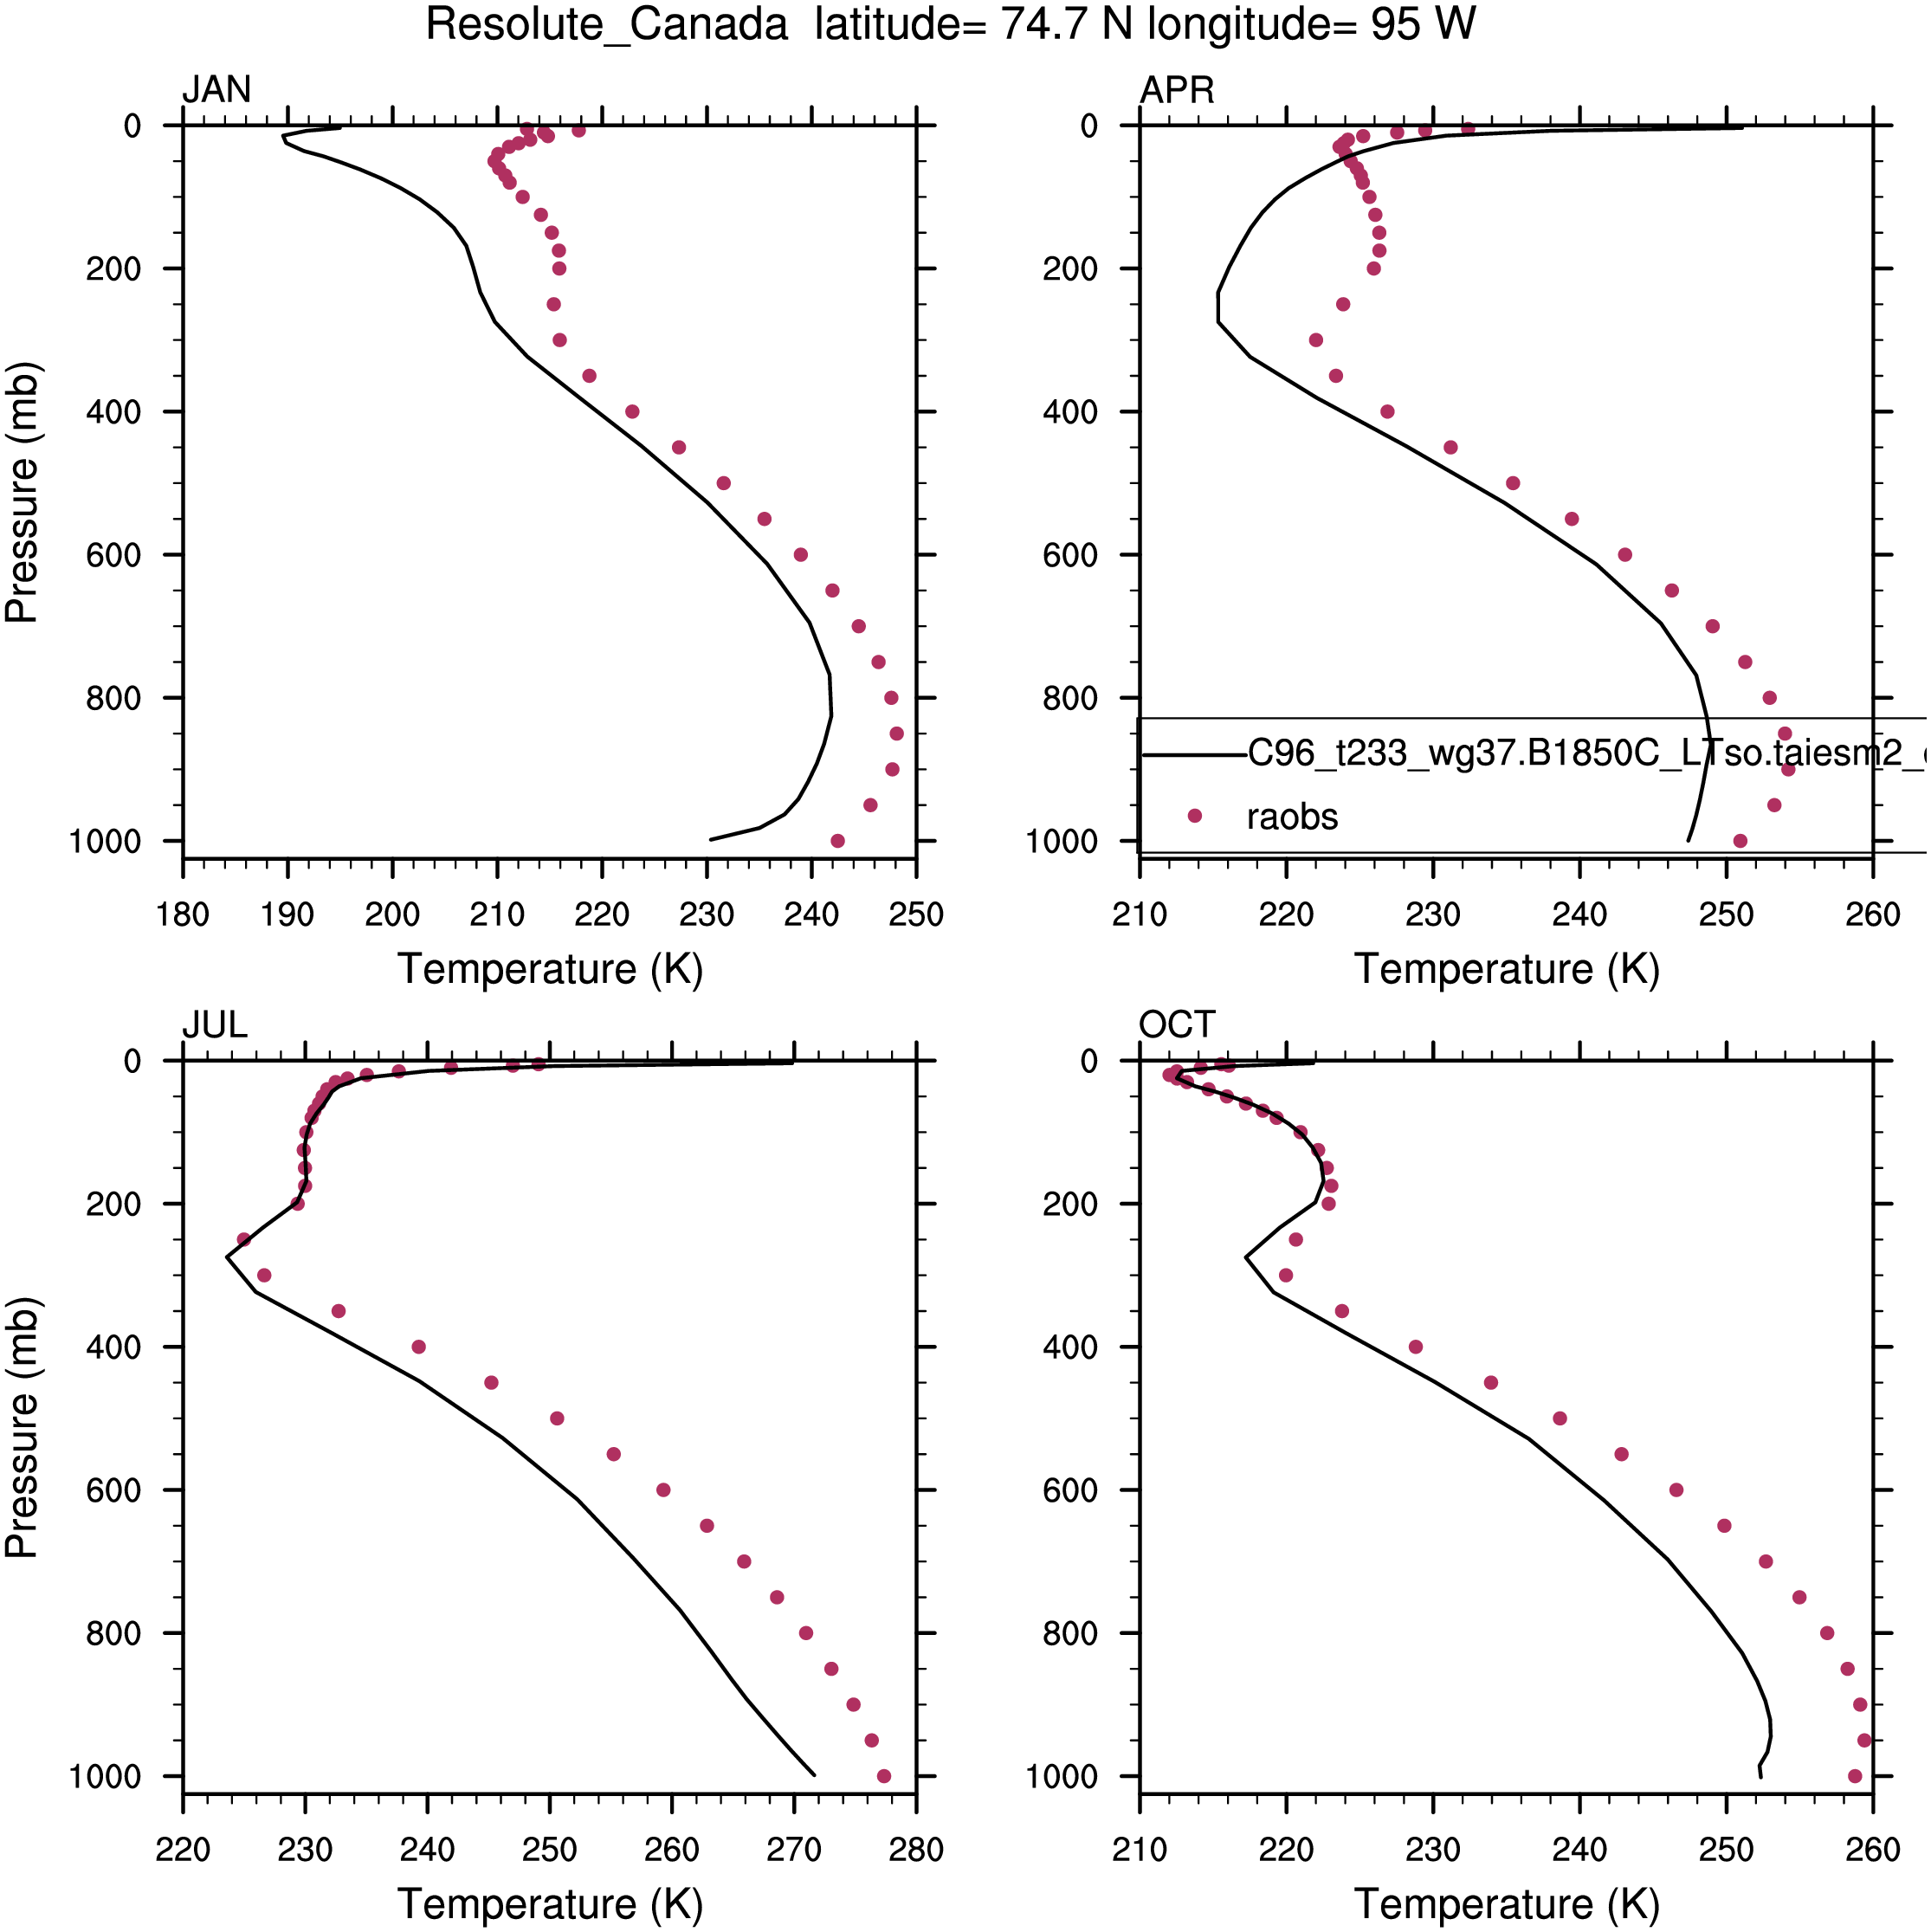 Resolute_Canada latitude= 74.7 N longitude= 95 W
JAN
0
200
400
600
800
1000
Pressure (mb)
180 190 200 210 220 230 240 250
Temperature (K)
APR
0
200
400
600
800
1000
C96_t233_wg37.B1850C_LTso.taiesm2_
raobs
210 220 230 240 250 260
Temperature (K)
JUL
0
200
400
600
800
1000
Pressure (mb)
220 230 240 250 260 270 280
Temperature (K)
OCT
0
200
400
600
800
1000
210 220 230 240 250 260
Temperature (K)